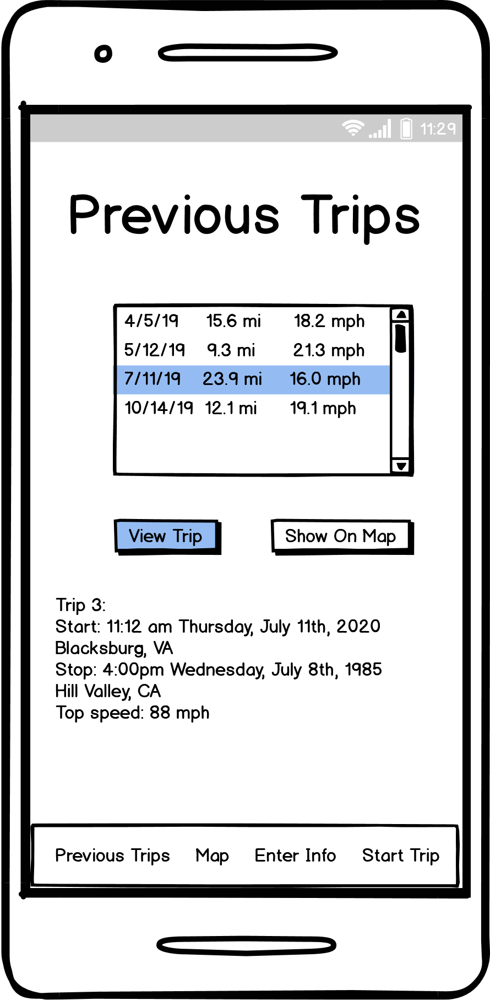 11:29
Previous Trips
4/5/19 15.6 mi 18.2 mph
5/12/19 9.3 mi 21.3 mph
7/11/19 23.9 mi 16.0 mph
10/14/19 12.1 mi 19.1 mph
View Trip Show On Map
Trip 3:
Start: 11:12 am Thursday, July 11th, 2020
Blacksburg, VA
Stop: 4:00pm Wednesday, July 8th, 1985
Hill Valley, CA
Top speed: 88 mph
Previous Trips Map Enter Info Start Trip